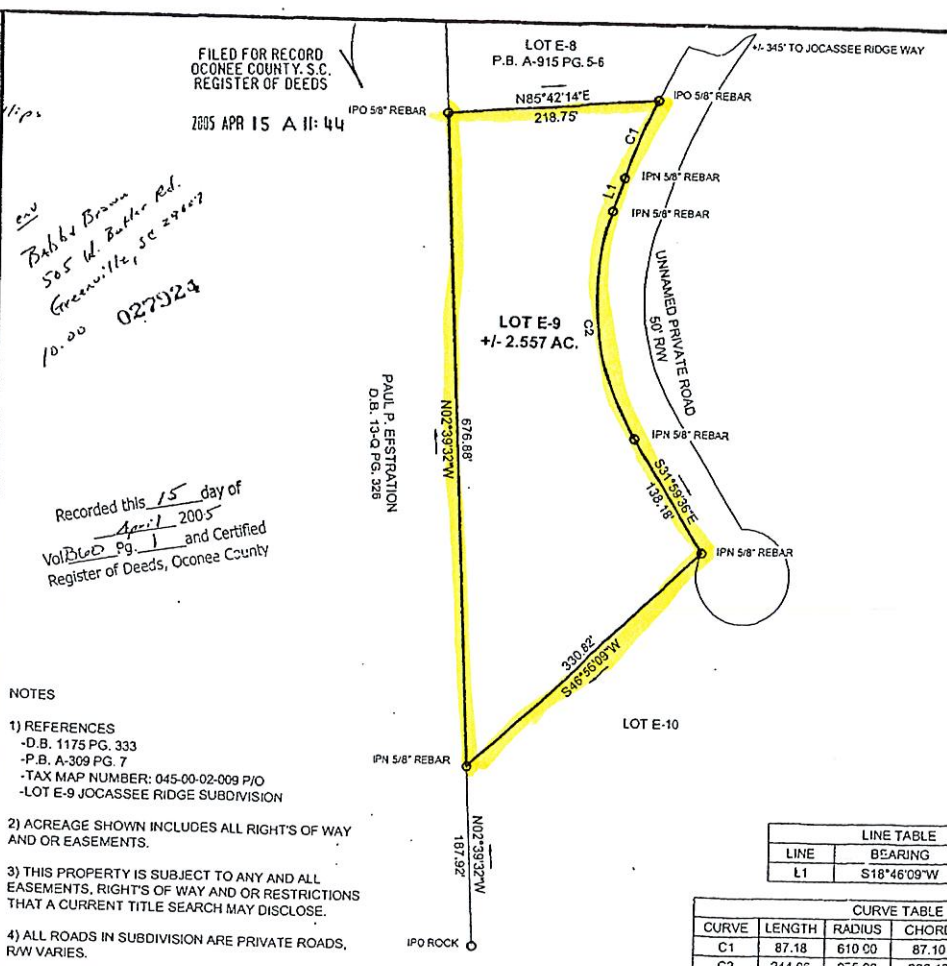 FILED FOR RECORD
OCONEE COUNTY, S.C.
REGISTER OF DEEDS
2005 APR 15 A 11: 44
Brown
505 W. Butler Rd.
Greenville, SC 29607
10.00 027924
LOT E-8
P.B. A-915 PG. 5-6
+/- 345' TO JOCASSEE RIDGE WAY
IPO 5/8" REBAR
N85°42'14"E
218.75'
IPO 5/8" REBAR
C1
IPN 5/8" REBAR
L1
IPN 5/8" REBAR
UNNAMED PRIVATE ROAD
50' R/W
LOT E-9
+/- 2.557 AC.
C2
PAUL P. EFSTRATION
D.B. 13-Q PG. 326
676.88'
N02°39'32"W
IPN 5/8" REBAR
S31°59'36"E
138.18'
IPN 5/8" REBAR
Recorded this 15 day of
April 2005
Vol B60 Pg. 1 and Certified
Register of Deeds, Oconee County
330.82'
S46°56'09"W
LOT E-10
IPN 5/8" REBAR
N02°39'32"W
187.92'
IPO ROCK
NOTES
1) REFERENCES
-D.B. 1175 PG. 333
-P.B. A-309 PG. 7
-TAX MAP NUMBER: 045-00-02-009 P/O
-LOT E-9 JOCASSEE RIDGE SUBDIVISION
2) ACREAGE SHOWN INCLUDES ALL RIGHT'S OF WAY
AND OR EASEMENTS.
3) THIS PROPERTY IS SUBJECT TO ANY AND ALL
EASEMENTS, RIGHT'S OF WAY AND OR RESTRICTIONS
THAT A CURRENT TITLE SEARCH MAY DISCLOSE.
4) ALL ROADS IN SUBDIVISION ARE PRIVATE ROADS,
R/W VARIES.
LINE TABLE
LINE BEARING
L1 S18°46'09"W
CURVE TABLE
CURVE LENGTH RADIUS CHOR
C1 87.18 610.00 87.10